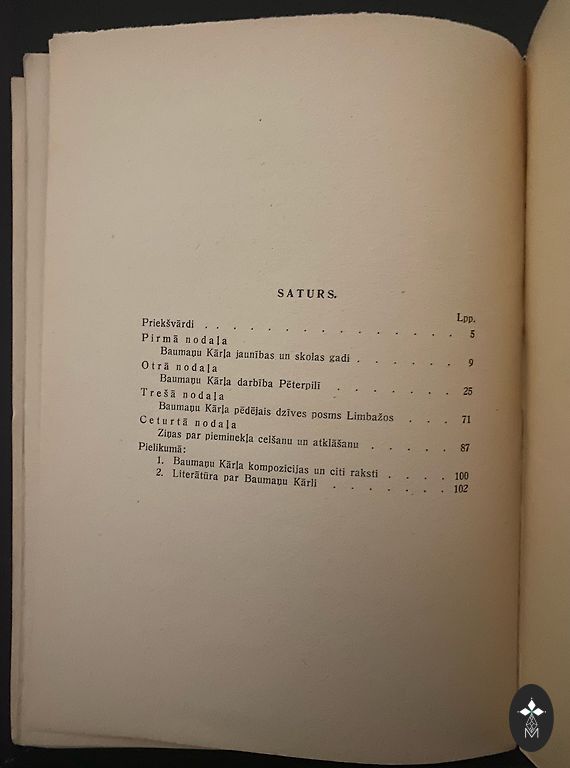 SATURS.
Lpp.
Priekšvārdi . . . . . . . . . . . . . . . . 5
Pirmā nodaļa
Baumaņu Kārļa jaunības un skolas gadi . . . . . . 9
Otrā nodaļa
Baumaņu Kārļa darbība Pēterpilī . . . . . . . 25
Trešā nodaļa
Baumaņu Kārļa pēdējais dzīves posms Limbažos . . . . 71
Ceturtā nodaļa
Ziņas par pieminekļa celšanu un atklāšanu . . . . . 87
Pielikumā:
1. Baumaņu Kārļa kompozicijas un citi raksti . . . . 100
2. Literātūra par Baumaņu Kārli . . . . . . . 102
M